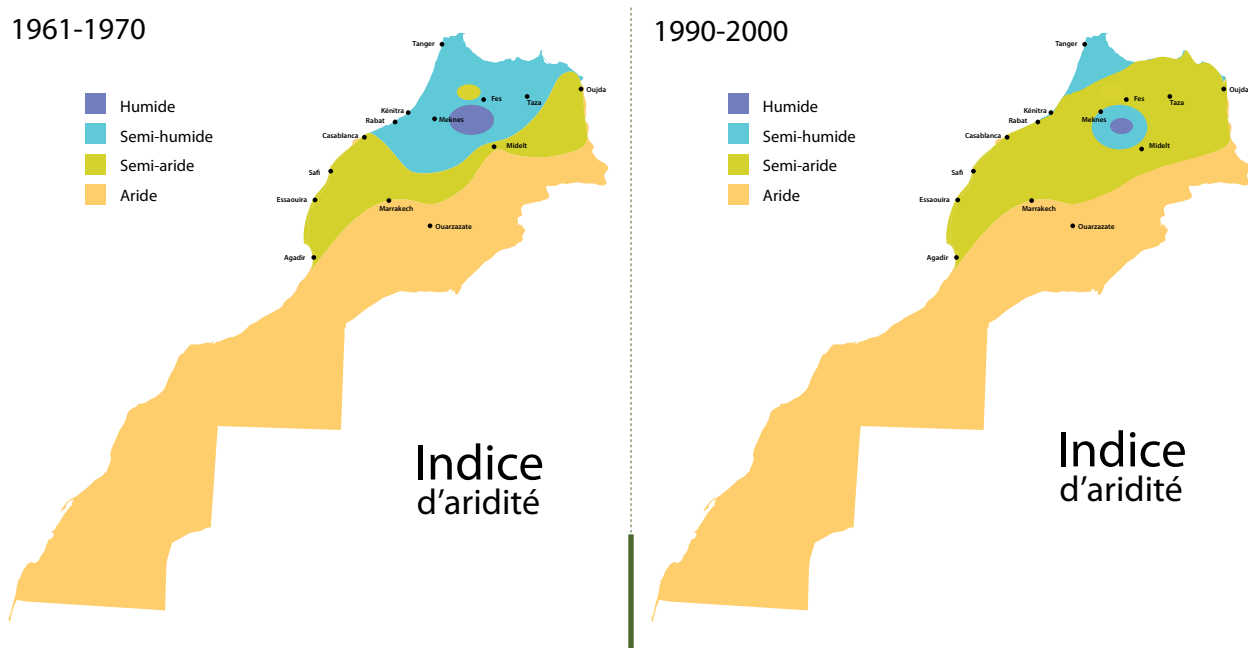 1961-1970
Humide
Semi-humide
Semi-aride
Aride
Tanger
Oujda
Fes
Taza
Kénitra
Rabat
Meknes
Casablanca
Midelt
Safi
Essaouira
Marrakech
Ouarzazate
Agadir
Indice
d’aridité
1990-2000
Humide
Semi-humide
Semi-aride
Aride
Tanger
Oujda
Fes
Taza
Kénitra
Rabat
Meknes
Casablanca
Midelt
Safi
Essaouira
Marrakech
Ouarzazate
Agadir
Indice
d’aridité